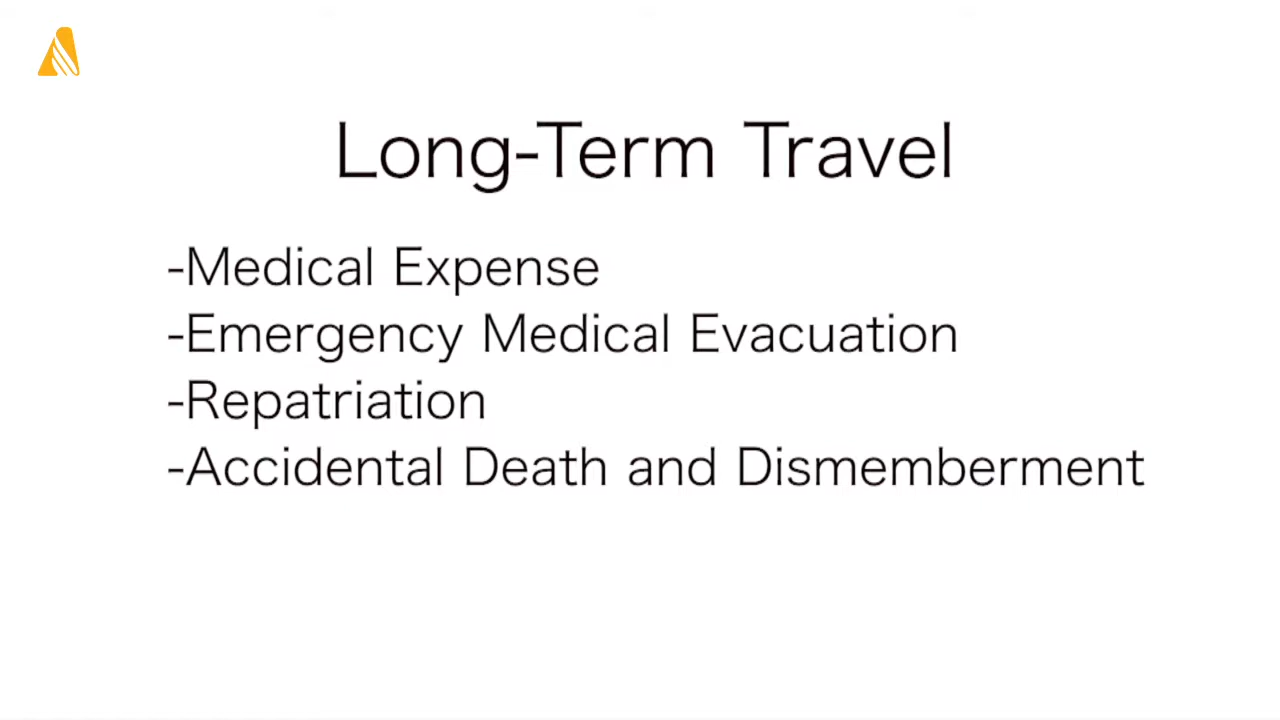 Long-Term Travel
-Medical Expense
-Emergency Medical Evacuation
-Repatriation
-Accidental Death and Dismemberment